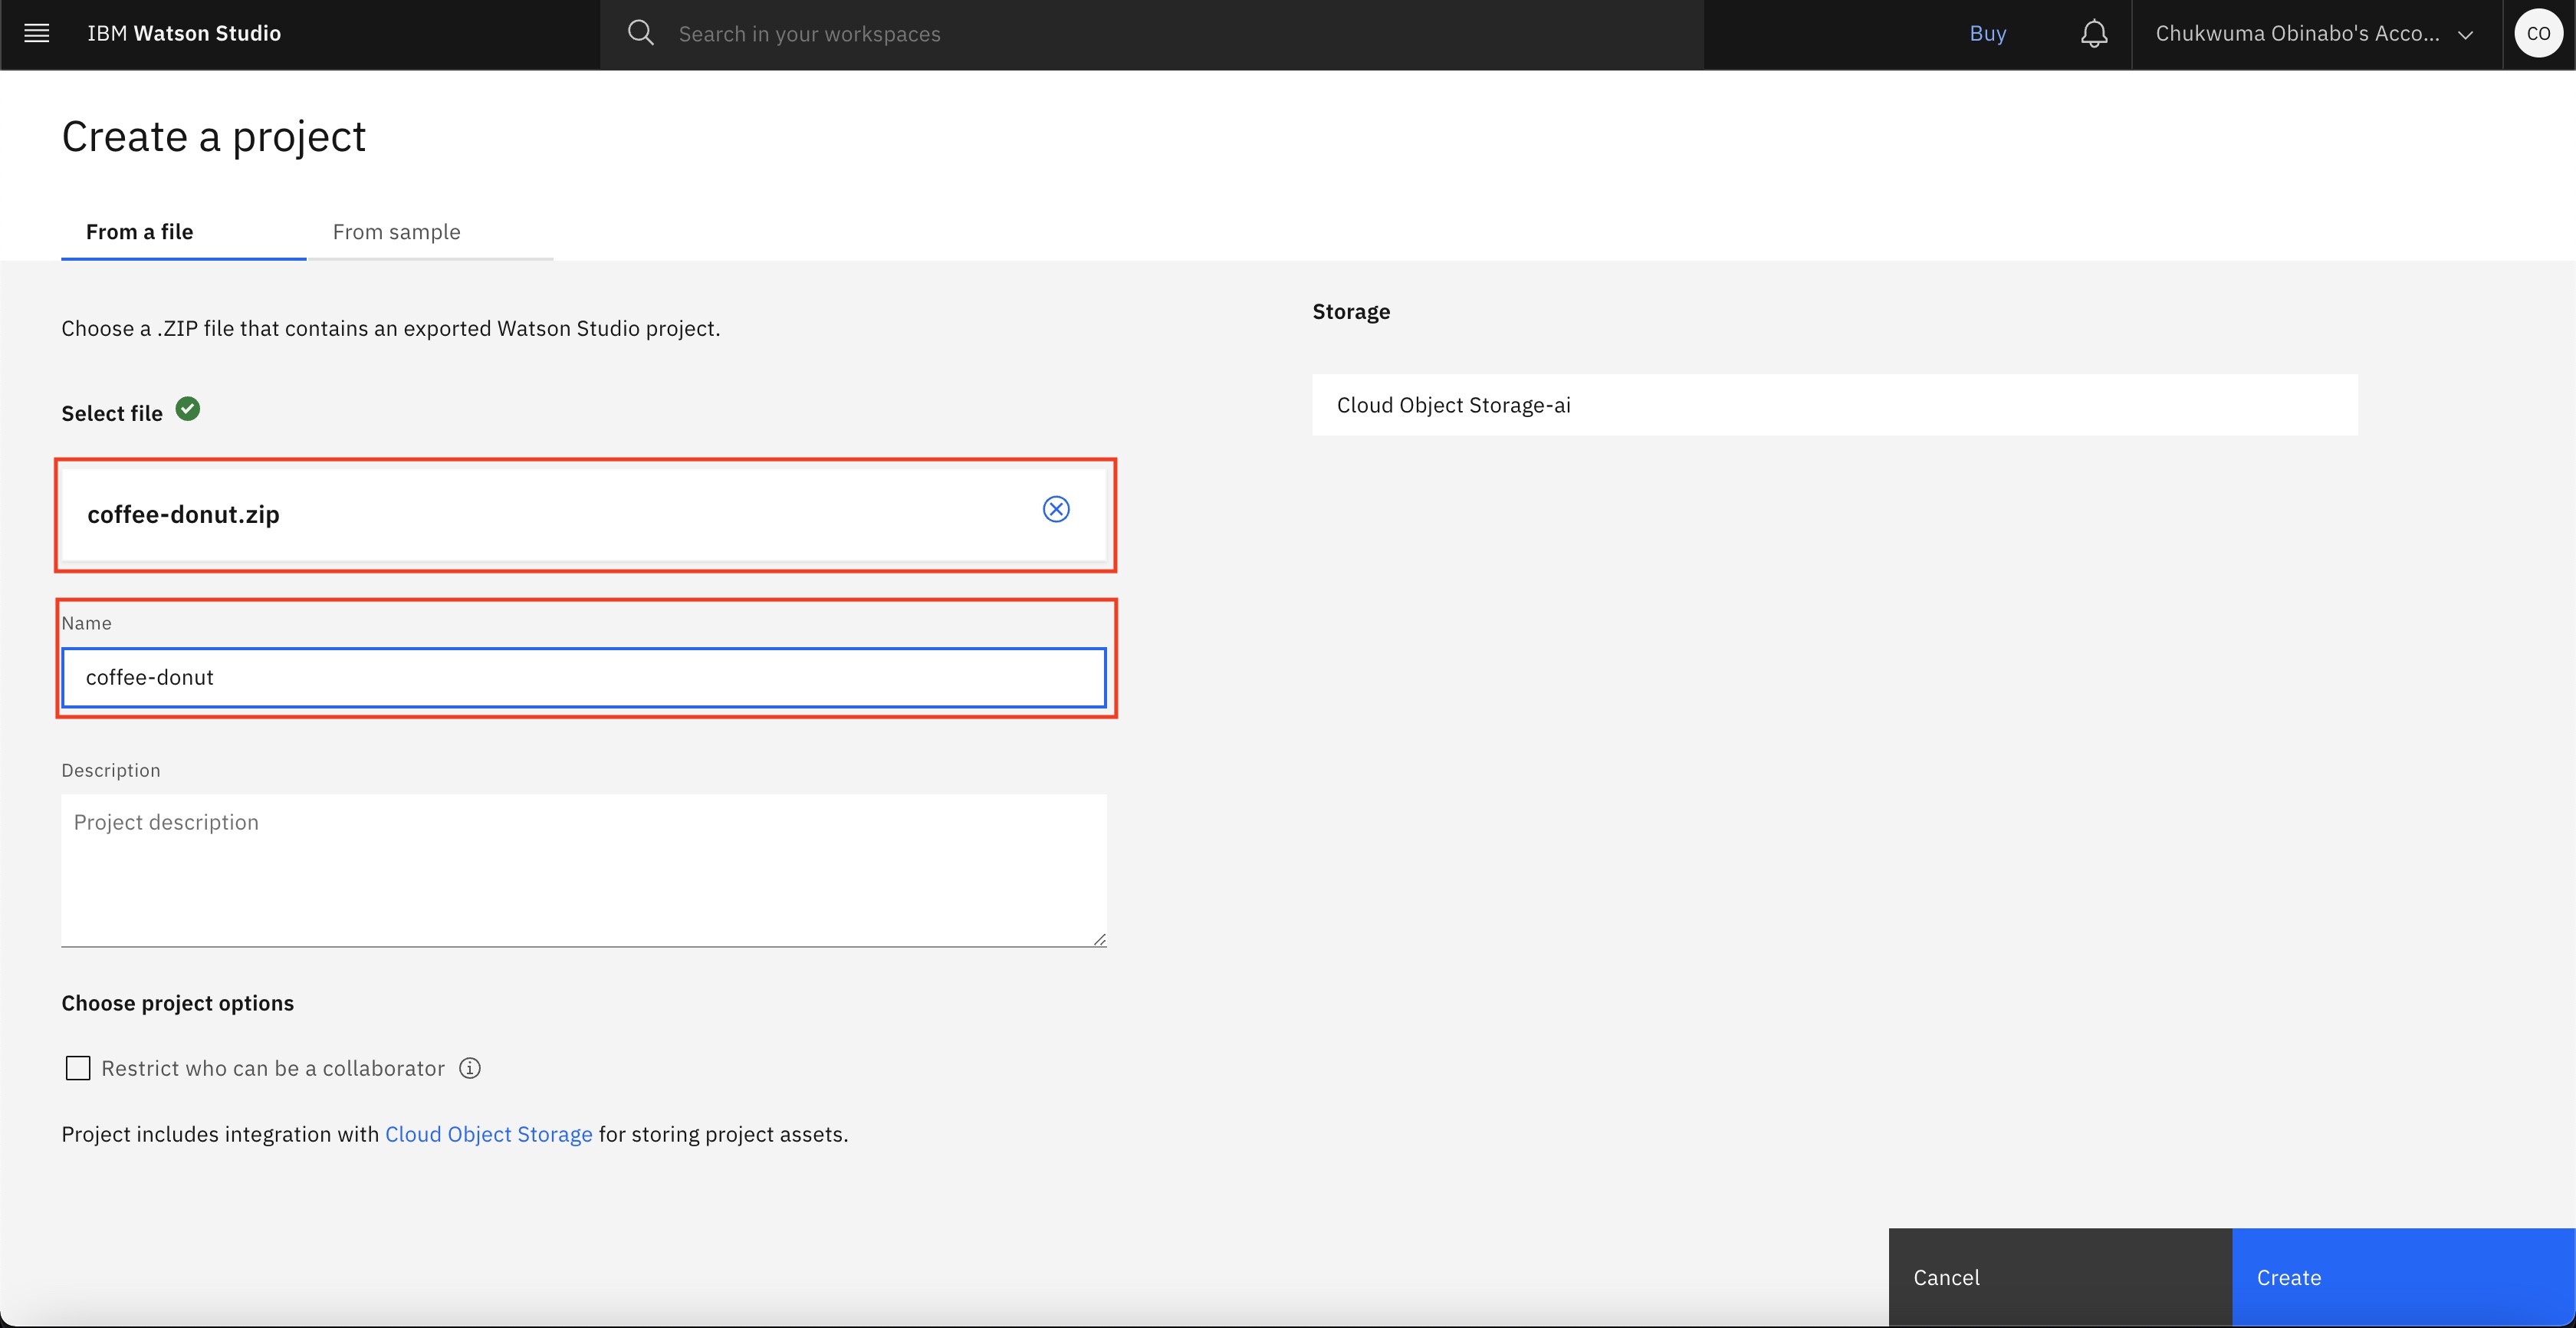 IBM Watson Studio
Search in your workspaces
Buy
Chukwuma Obinabo's Acco...
CO
Create a project
From a file
From sample
Choose a .ZIP file that contains an exported Watson Studio project.
Select file
coffee-donut.zip
Name
coffee-donut
Description
Project description
Choose project options
Restrict who can be a collaborator
Project includes integration with Cloud Object Storage for storing project assets.
Storage
Cloud Object Storage-ai
Cancel
Create